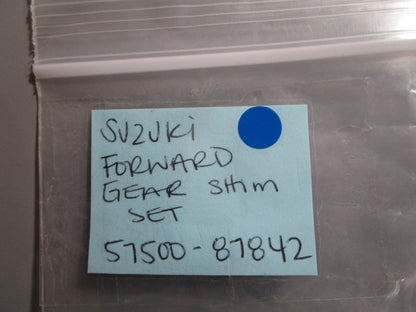 SUZUKI
FORWARD
GEAR SHIM
SET
57500-87842